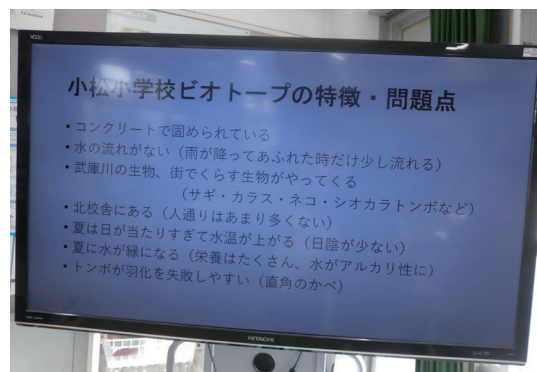 WOOO
小松小学校ビオトープの特徴・問題点
・コンクリートで固められている
・水の流れがない（雨が降ってあふれた時だけ少し流れる）
・武庫川の生物、街でくらす生物がやってくる
（サギ・カラス・ネコ・シオカラトンボなど）
・北校舎にある（人通りはあまり多くない）
・夏は日が当たりすぎて水温が上がる（日陰が少ない）
・夏に水が緑になる（栄養はたくさん、水がアルカリ性に）
・トンボが羽化を失敗しやすい（直角のかべ）
HITACHI